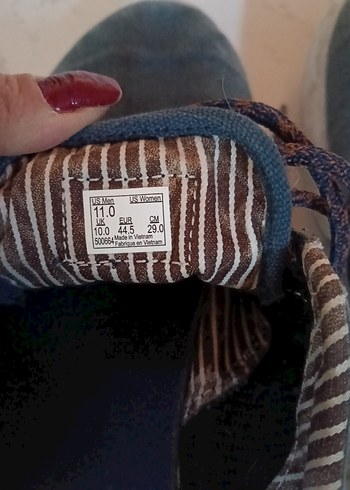 US Men US Women
11.0
UK EUR CM
10.0 44.5 29.0
500664 Made in Vietnam
Fabriqué en Vietnam